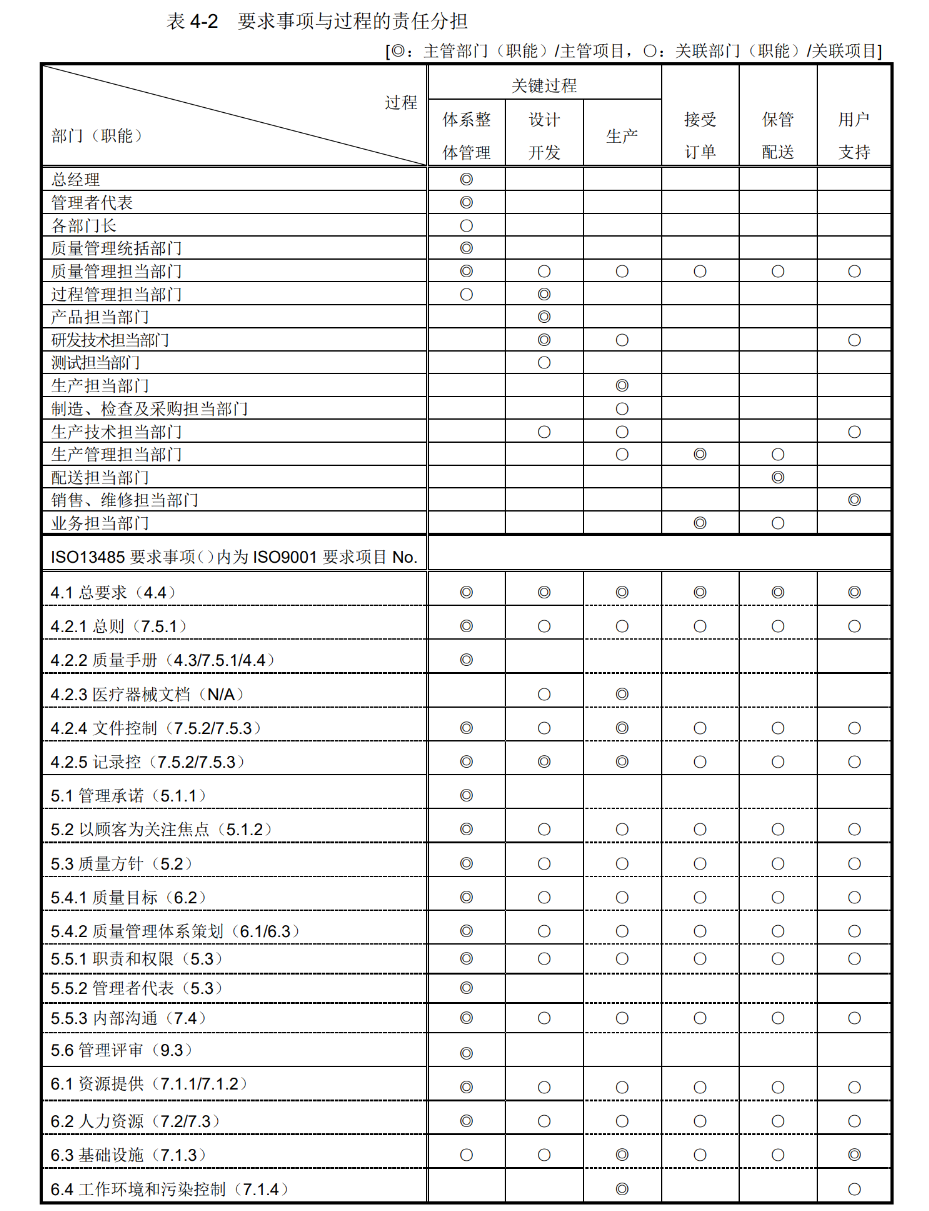 表 4-2 要求事项与过程的责任分担
[◎：主管部门（职能）/主管项目，○：关联部门（职能）/关联项目]
过程
部门（职能）
关键过程
体系整体管理 设计开发 生产 接受订单 保管配送 用户支持
总经理 ◎
管理者代表 ◎
各部门长 ○
质量管理统括部门 ◎
质量管理担当部门 ◎ ○ ○ ○ ○ ○
过程管理担当部门 ○ ◎
产品担当部门 ◎
研发技术担当部门 ◎ ○ ○
测试担当部门 ○
生产担当部门 ◎
制造、检查及采购担当部门 ○
生产技术担当部门 ○ ○ ○
生产管理担当部门 ○ ◎ ○
配送担当部门 ◎
销售、维修担当部门 ◎
业务担当部门 ◎ ○
ISO13485 要求事项（）内为 ISO9001 要求项目 No.
4.1 总要求（4.4） ◎ ◎ ◎ ◎ ◎ ◎
4.2.1 总则（7.5.1） ◎ ○ ○ ○ ○ ○
4.2.2 质量手册（4.3/7.5.1/4.4） ◎
4.2.3 医疗器械文档（N/A） ○ ◎
4.2.4 文件控制（7.5.2/7.5.3） ◎ ○ ◎ ○ ○ ○
4.2.5 记录控（7.5.2/7.5.3） ◎ ◎ ◎ ○ ○ ○
5.1 管理承诺（5.1.1） ◎
5.2 以顾客为关注焦点（5.1.2） ◎ ○ ○ ○ ○ ○
5.3 质量方针（5.2） ◎ ○ ○ ○ ○ ○
5.4.1 质量目标（6.2） ◎ ○ ○ ○ ○ ○
5.4.2 质量管理体系策划（6.1/6.3） ◎ ○ ○ ○ ○ ○
5.5.1 职责和权限（5.3） ◎ ○ ○ ○ ○ ○
5.5.2 管理者代表（5.3） ◎
5.5.3 内部沟通（7.4） ◎ ○ ○ ○ ○ ○
5.6 管理评审（9.3） ◎
6.1 资源提供（7.1.1/7.1.2） ◎ ○ ○ ○ ○ ○
6.2 人力资源（7.2/7.3） ◎ ○ ○ ○ ○ ○
6.3 基础设施（7.1.3） ○ ○ ◎ ○ ○ ◎
6.4 工作环境和污染控制（7.1.4） ◎ ○